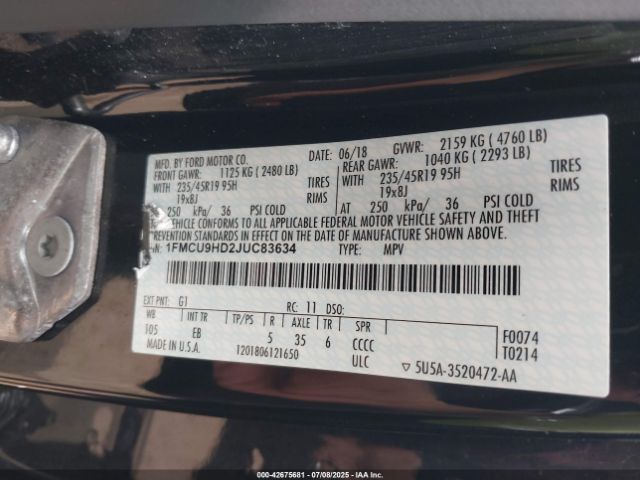 MFD. BY FORD MOTOR CO. DATE: 06/18 GVWR: 2159 KG ( 4760 LB)
FRONT GAWR: 1125 KG ( 2480 LB) REAR GAWR: 1040 KG ( 2293 LB)
WITH 235/45R19 95H TIRES WITH 235/45R19 95H TIRES
19x8J RIMS 19x8J RIMS
250 kPa/ 36 PSI COLD AT 250 kPa/ 36 PSI COLD
VEHICLE CONFORMS TO ALL APPLICABLE FEDERAL MOTOR VEHICLE SAFETY AND THEFT
PREVENTION STANDARDS IN EFFECT ON THE DATE OF MANUFACTURE SHOWN ABOVE.
1FMCU9HD2JUC83634 TYPE: MPV
EXT PNT: G1 RC: 11 DSO:
WB INT TR TP/PS R AXLE TR SPR F0074
105 EB 5 35 6 CCCC T0214
MADE IN U.S.A. 1201806121650 ULC 5U5A-3520472-AA
000-42675681 - 07/08/2025 - IAA Inc.